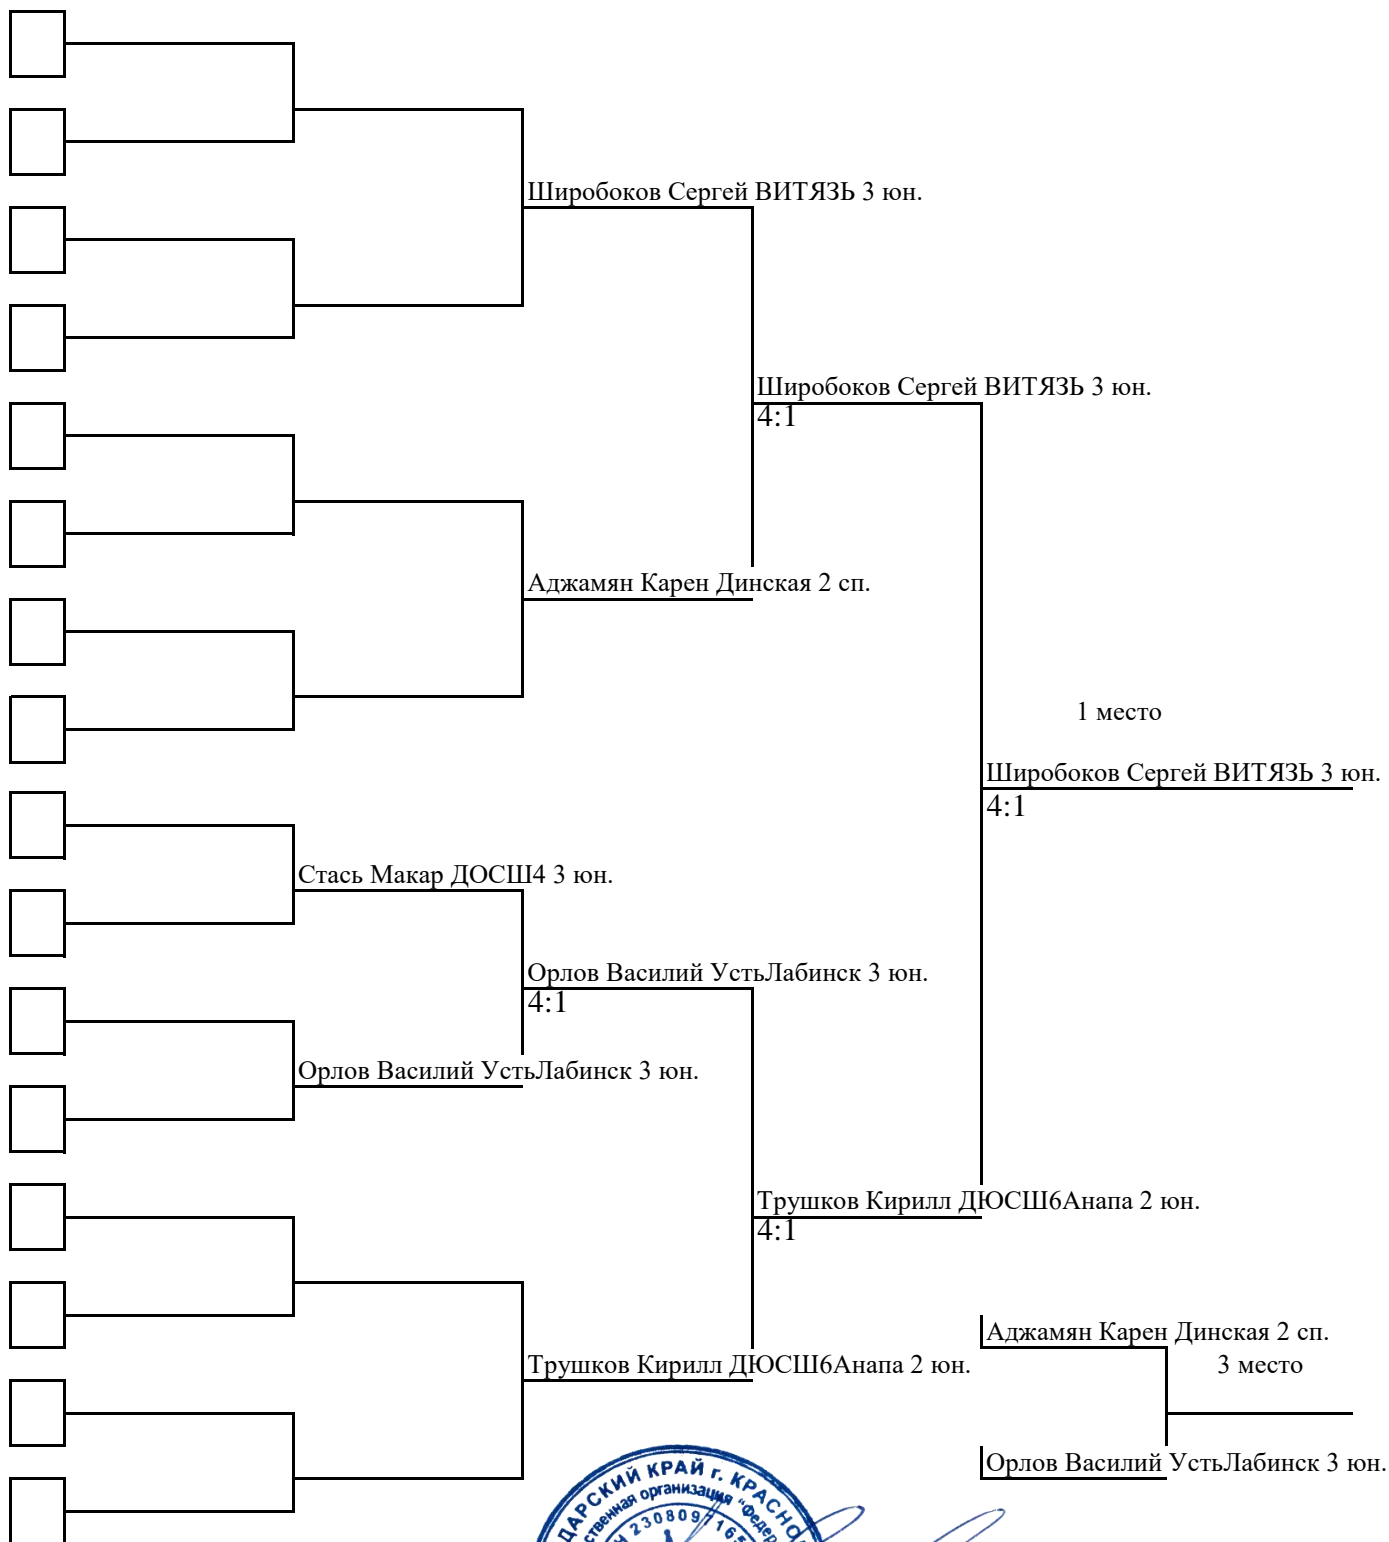 Широбоков Сергей ВИТЯЗЬ 3 юн.
Широбоков Сергей ВИТЯЗЬ 3 юн.
4:1
Аджамян Карен Динская 2 сп.
1 место
Широбоков Сергей ВИТЯЗЬ 3 юн.
4:1
Стась Макар ДОСШ4 3 юн.
Орлов Василий УстьЛабинск 3 юн.
4:1
Орлов Василий УстьЛабинск 3 юн.
Трушков Кирилл ДЮСШ6Анапа 2 юн.
4:1
Аджамян Карен Динская 2 сп.
Трушков Кирилл ДЮСШ6Анапа 2 юн.
3 место
Орлов Василий УстьЛабинск 3 юн.
КРАЙ г.
организация